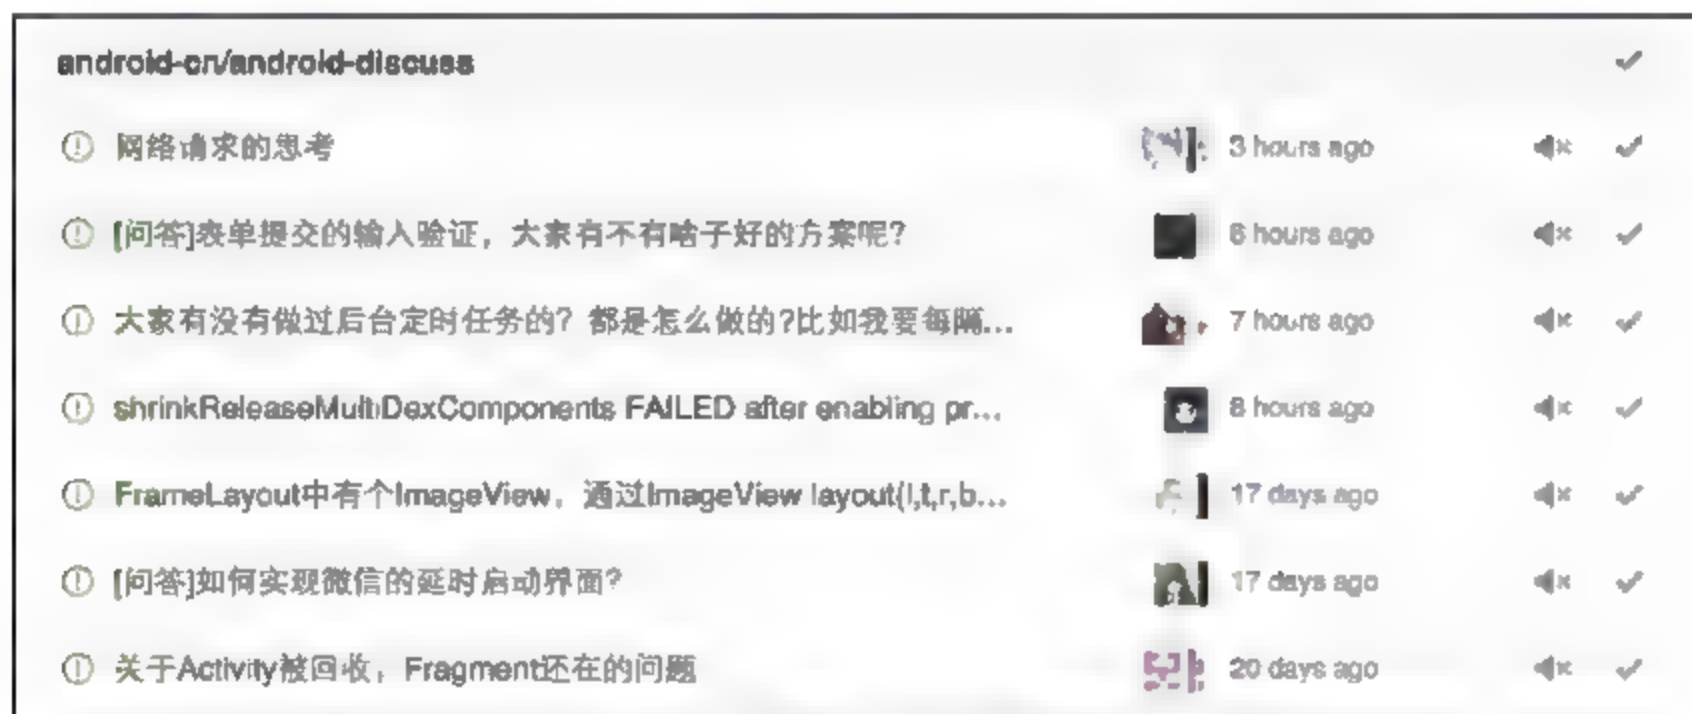 android-cn/android-discuss
网络请求的思考 3 hours ago
[问答]表单提交的输入验证，大家有不有啥子好的方案呢？ 6 hours ago
大家有没有做过后台定时任务的？都是怎么做的?比如我要每隔... 7 hours ago
shrinkReleaseMultiDexComponents FAILED after enabling pr... 8 hours ago
FrameLayout中有个ImageView，通过ImageView layout(l,t,r,b... 17 days ago
[问答]如何实现微信的延时启动界面？ 17 days ago
关于Activity被回收，Fragment还在的问题 20 days ago